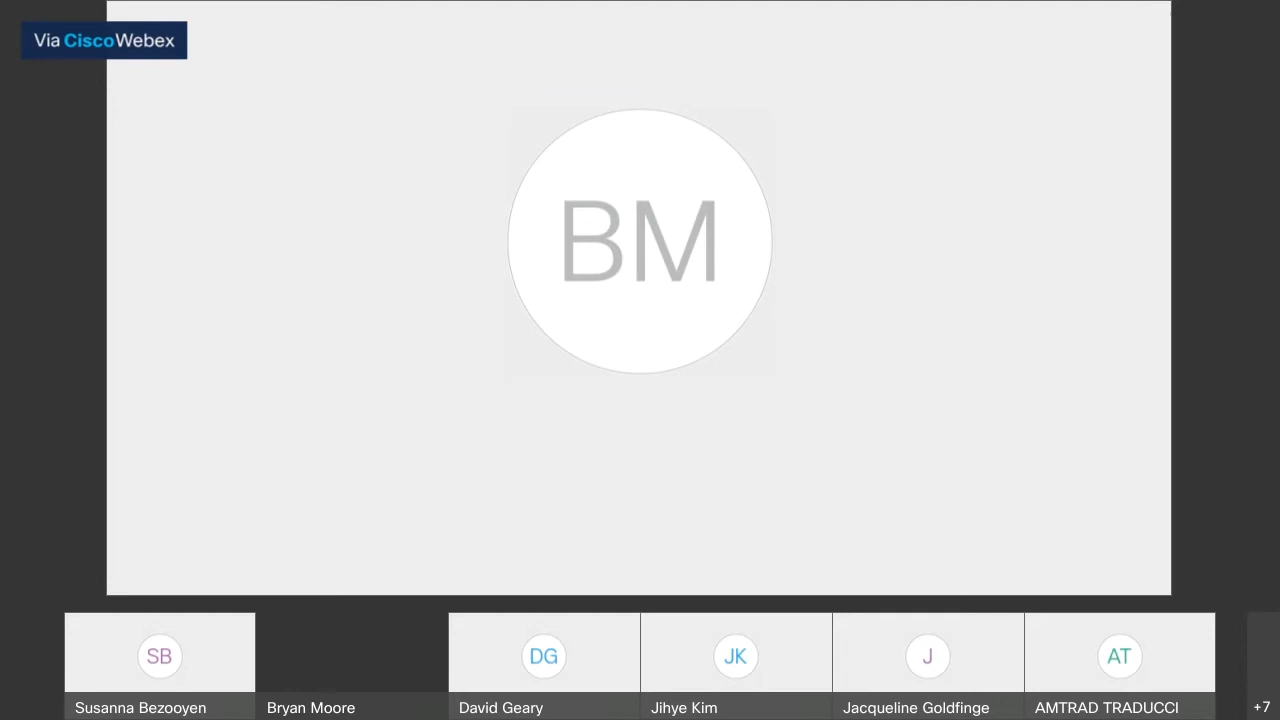 Via CiscoWebex
BM
SB
DG
JK
J
AT
Susanna Bezooyen
Bryan Moore
David Geary
Jihye Kim
Jacqueline Goldfinge
AMTRAD TRADUCCI
+7